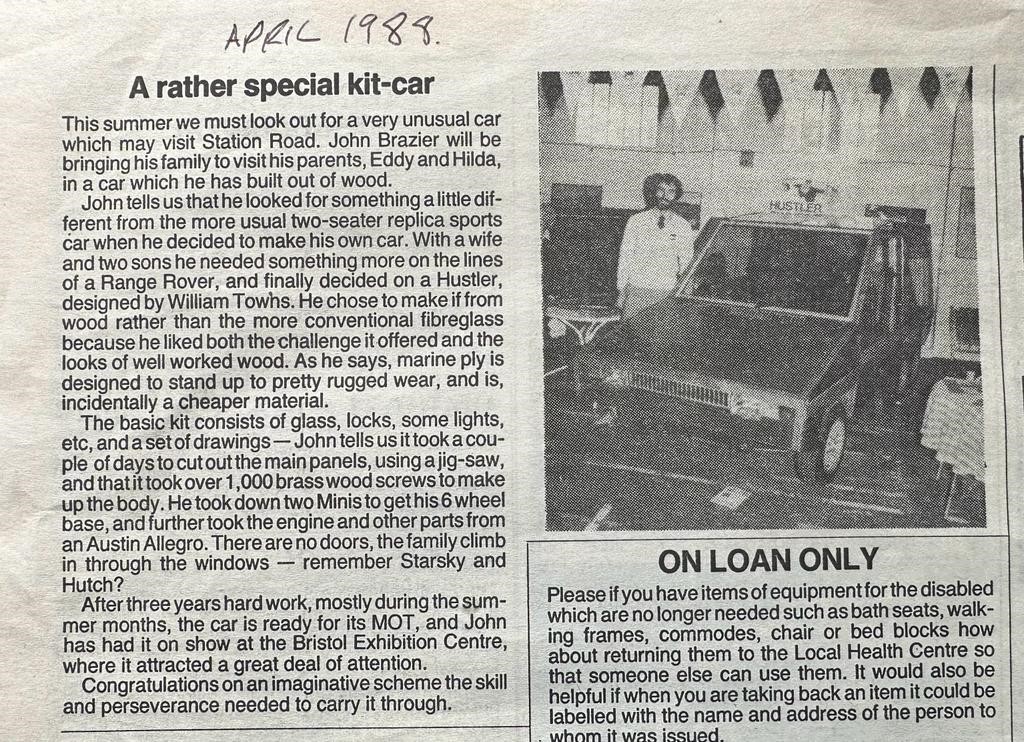 APRIL 1988.
A rather special kit-car
This summer we must look out for a very unusual car
which may visit Station Road. John Brazier will be
bringing his family to visit his parents, Eddy and Hilda,
in a car which he has built out of wood.
John tells us that he looked for something a little dif-
ferent from the more usual two-seater replica sports
car when he decided to make his own car. With a wife
and two sons he needed something more on the lines
of a Range Rover, and finally decided on a Hustler,
designed by William Towhs. He chose to make if from
wood rather than the more conventional fibreglass
because he liked both the challenge it offered and the
looks of well worked wood. As he says, marine ply is
designed to stand up to pretty rugged wear, and is,
incidentally a cheaper material.
The basic kit consists of glass, locks, some lights,
etc, and a set of drawings — John tells us it took a cou-
ple of days to cut out the main panels, using a jig-saw,
and that it took over 1,000 brass wood screws to make
up the body. He took down two Minis to get his 6 wheel
base, and further took the engine and other parts from
an Austin Allegro. There are no doors, the family climb
in through the windows — remember Starsky and
Hutch?
After three years hard work, mostly during the sum-
mer months, the car is ready for its MOT, and John
has had it on show at the Bristol Exhibition Centre,
where it attracted a great deal of attention.
Congratulations on an imaginative scheme the skill
and perseverance needed to carry it through.
HUSTLER
ON LOAN ONLY
Please if you have items of equipment for the disabled
which are no longer needed such as bath seats, walk-
ing frames, commodes, chair or bed blocks how
about returning them to the Local Health Centre so
that someone else can use them. It would also be
helpful if when you are taking back an item it could be
labelled with the name and address of the person to
whom it was issued.